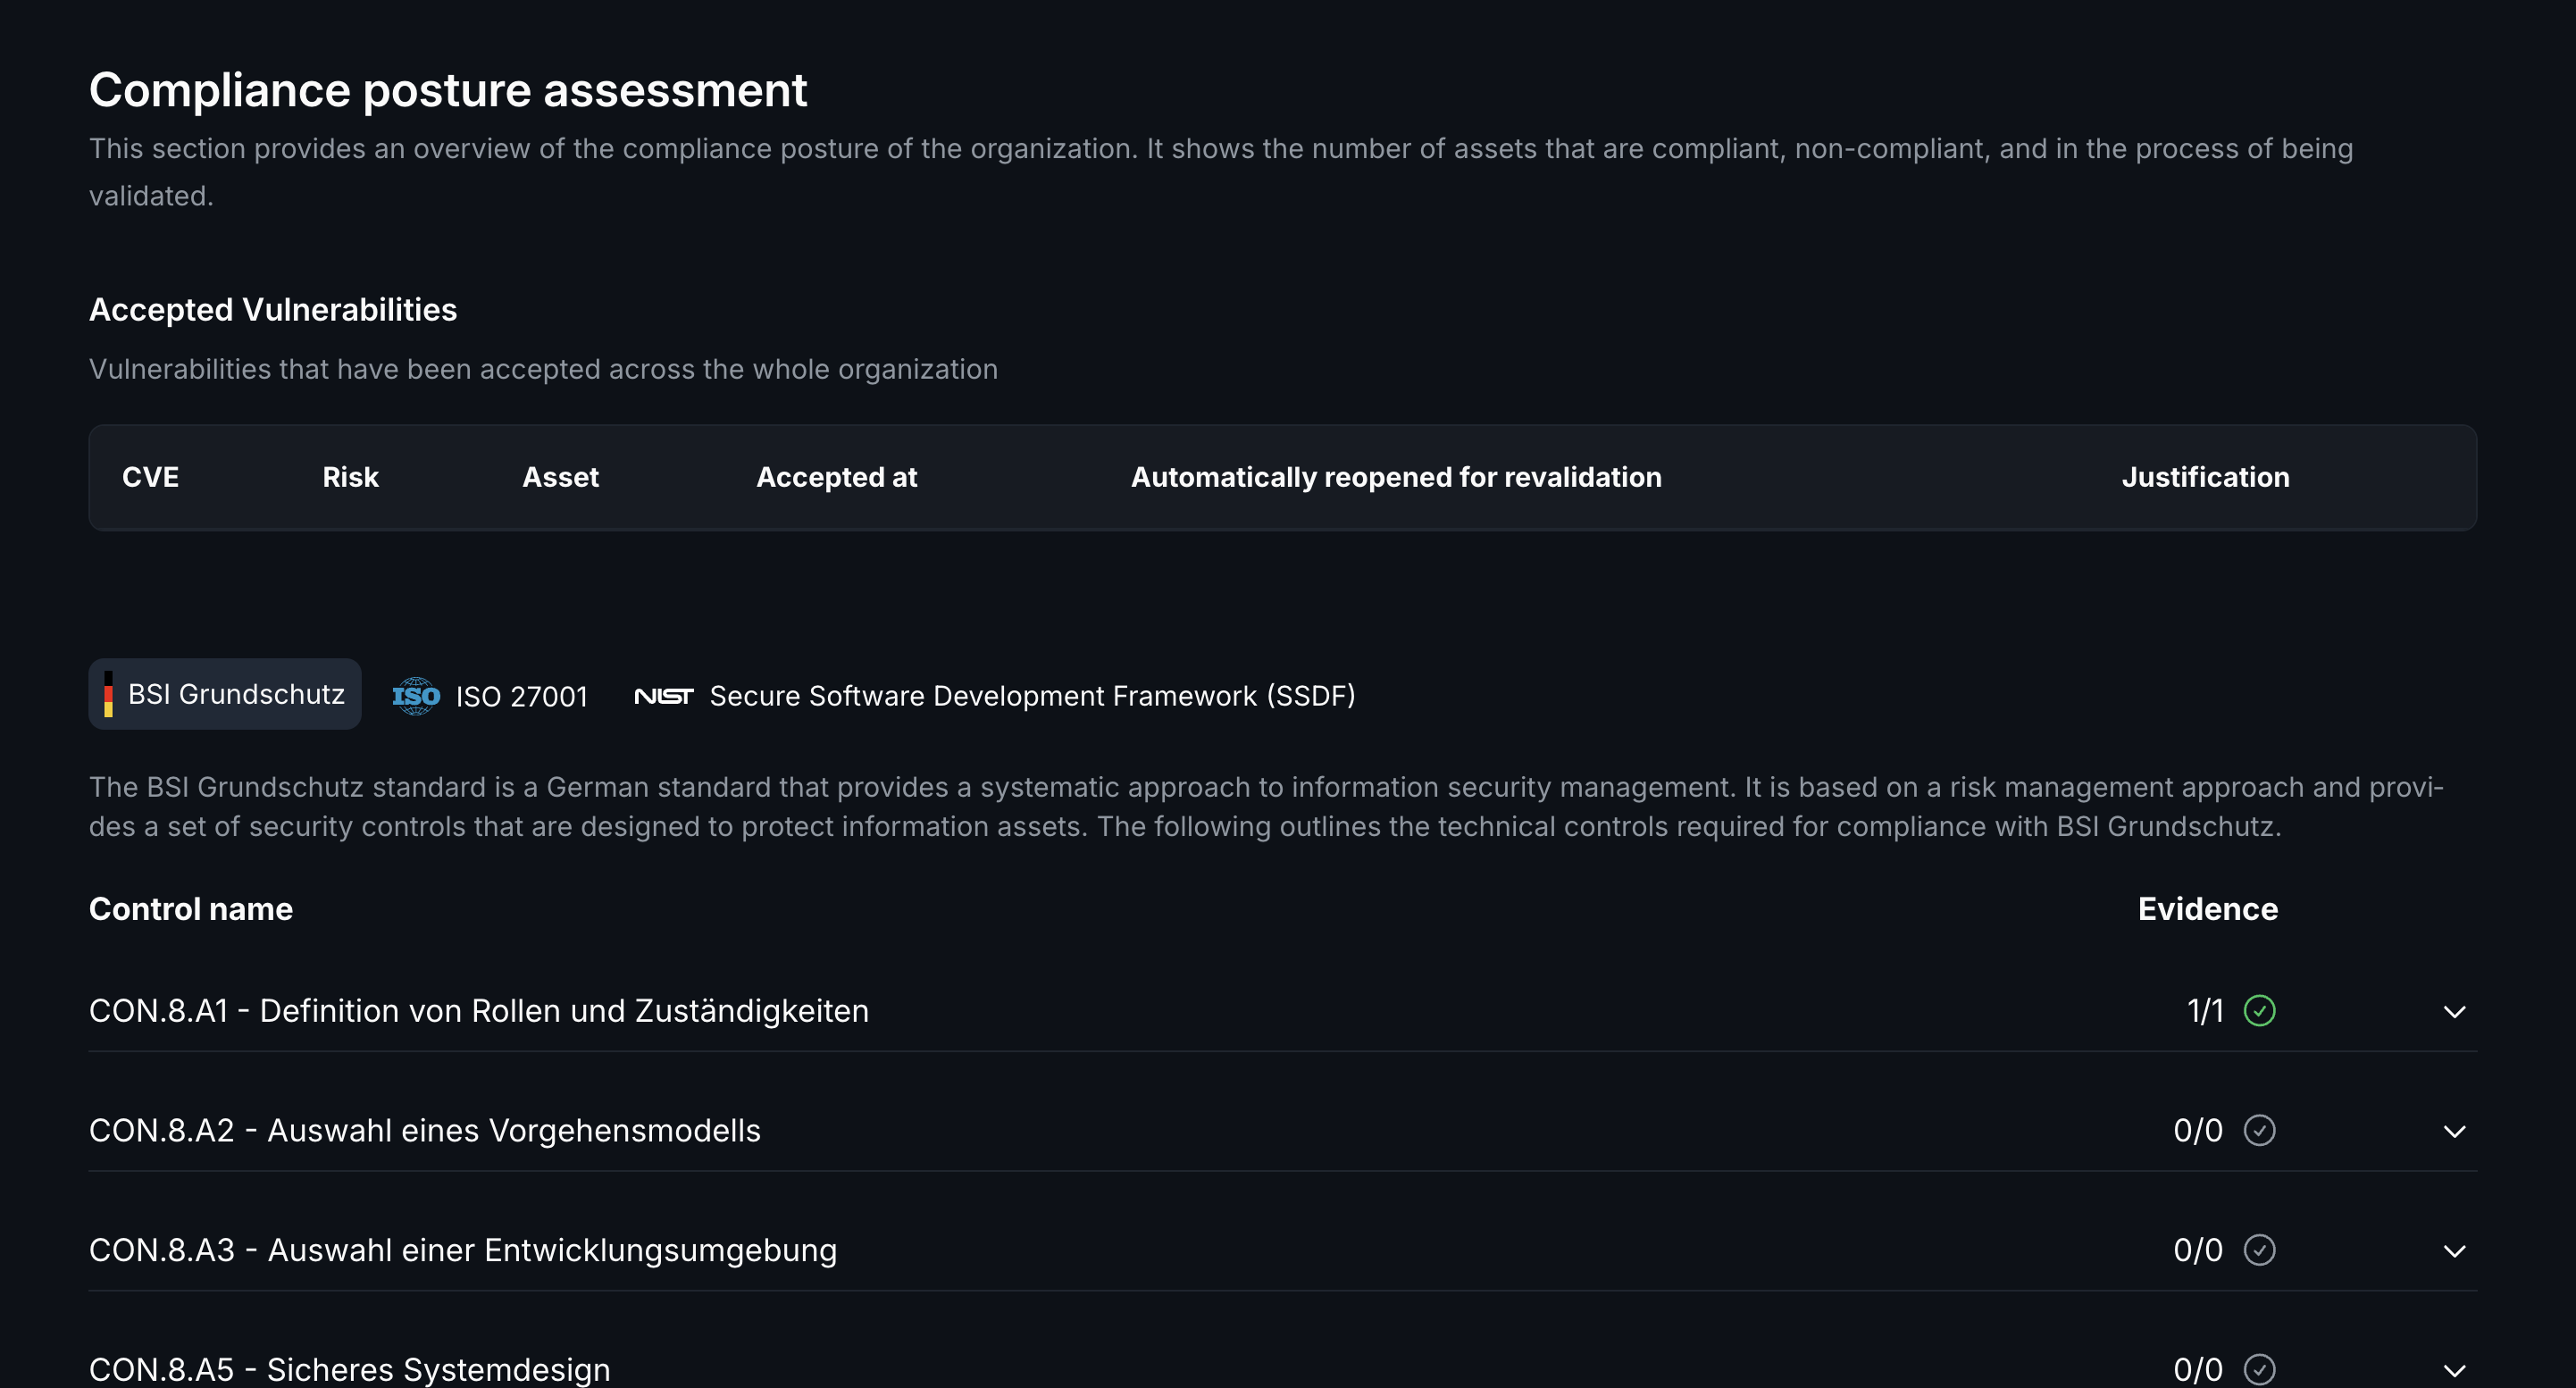 Compliance posture assessment
This section provides an overview of the compliance posture of the organization. It shows the number of assets that are compliant, non-compliant, and in the process of being
validated.
Accepted Vulnerabilities
Vulnerabilities that have been accepted across the whole organization
CVE Risk Asset Accepted at Automatically reopened for revalidation Justification
BSI Grundschutz ISO ISO 27001 NIST Secure Software Development Framework (SSDF)
The BSI Grundschutz standard is a German standard that provides a systematic approach to information security management. It is based on a risk management approach and provi-
des a set of security controls that are designed to protect information assets. The following outlines the technical controls required for compliance with BSI Grundschutz.
Control name Evidence
CON.8.A1 - Definition von Rollen und Zuständigkeiten 1/1
CON.8.A2 - Auswahl eines Vorgehensmodells 0/0
CON.8.A3 - Auswahl einer Entwicklungsumgebung 0/0
CON.8.A5 - Sicheres Systemdesign 0/0